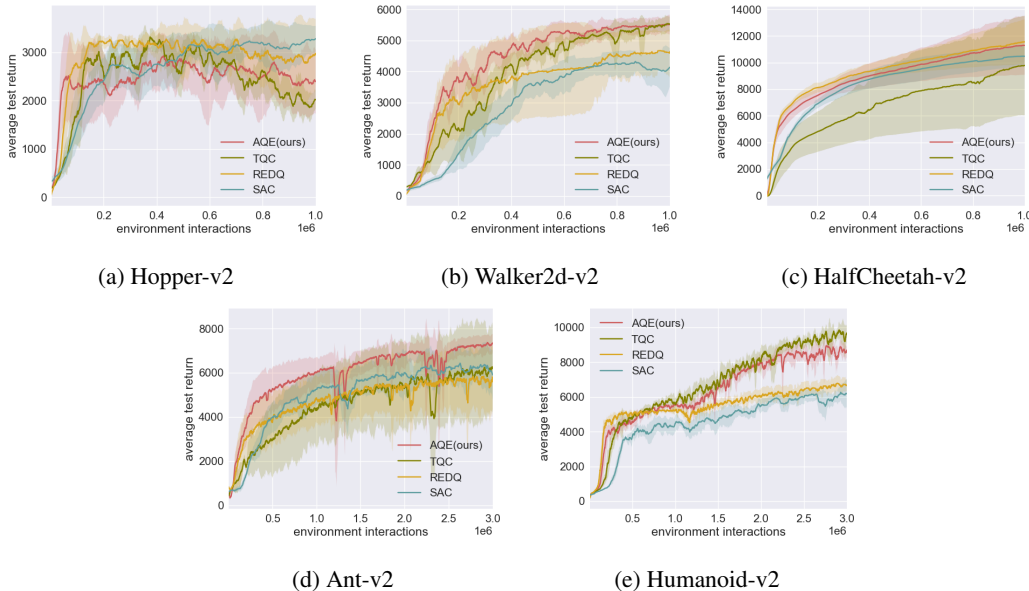 average test return
3000
2000
1000
0
AQE(ours)
TQC
REDQ
SAC
0.2 0.4 0.6 0.8 1.0
1e6
environment interactions
(a) Hopper-v2
average test return
6000
5000
4000
3000
2000
1000
0
AQE(ours)
TQC
REDQ
SAC
0.2 0.4 0.6 0.8 1.0
1e6
environment interactions
(b) Walker2d-v2
average test return
14000
12000
10000
8000
6000
4000
2000
0
AQE(ours)
TQC
REDQ
SAC
0.2 0.4 0.6 0.8 1.0
1e6
environment interactions
(c) HalfCheetah-v2
average test return
8000
6000
4000
2000
0
AQE(ours)
TQC
REDQ
SAC
0.5 1.0 1.5 2.0 2.5 3.0
1e6
environment interactions
(d) Ant-v2
average test return
10000
8000
6000
4000
2000
0
AQE(ours)
TQC
REDQ
SAC
0.5 1.0 1.5 2.0 2.5 3.0
1e6
environment interactions
(e) Humanoid-v2